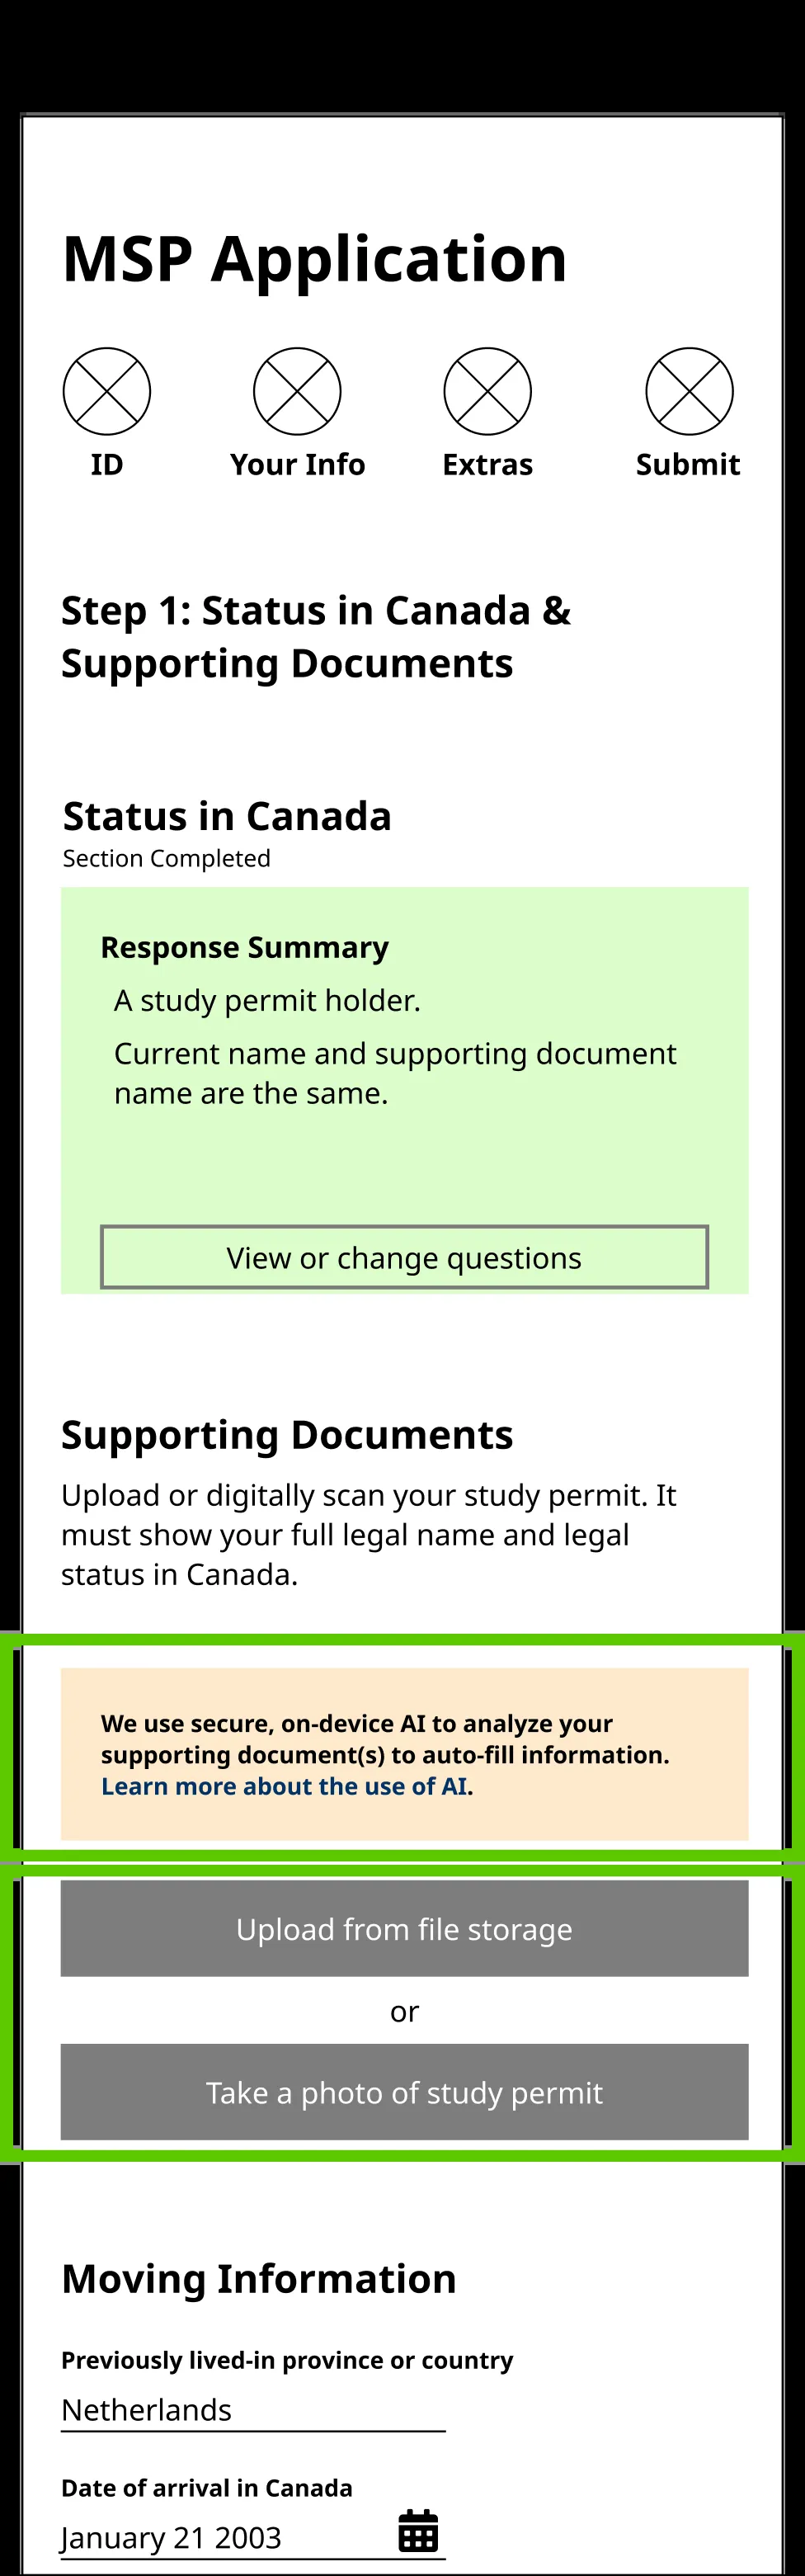 MSP Application
ID
Your Info
Extras
Submit
Step 1: Status in Canada &
Supporting Documents
Status in Canada
Section Completed
Response Summary
A study permit holder.
Current name and supporting document
name are the same.
View or change questions
Supporting Documents
Upload or digitally scan your study permit. It
must show your full legal name and legal
status in Canada.
We use secure, on-device AI to analyze your
supporting document(s) to auto-fill information.
Learn more about the use of AI.
Upload from file storage
or
Take a photo of study permit
Moving Information
Previously lived-in province or country
Netherlands
Date of arrival in Canada
January 21 2003